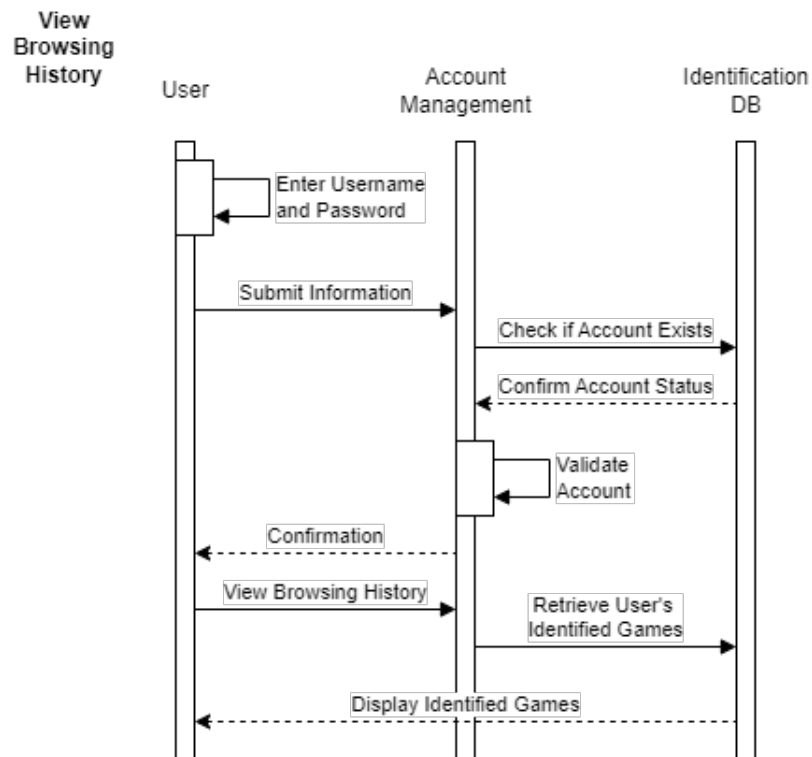 View
Browsing
History
User
Account
Management
Identification
DB
Enter Username
and Password
Submit Information
Check if Account Exists
Confirm Account Status
Validate
Account
Confirmation
View Browsing History
Retrieve User's
Identified Games
Display Identified Games